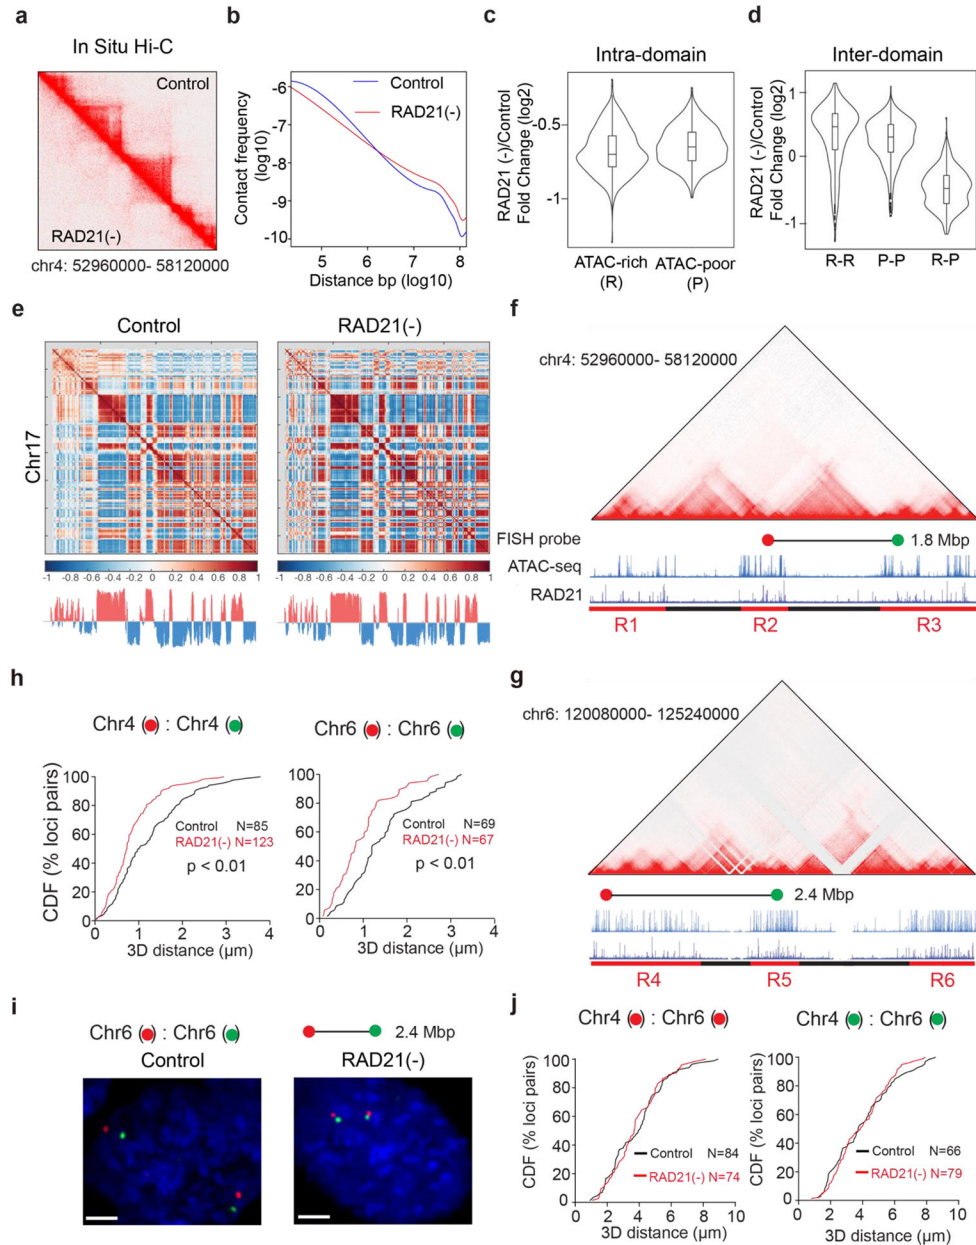 a
In Situ Hi-C
Control
RAD21(-)
chr4: 52960000- 58120000
b
Contact frequency
(log10)
-6
-7
-8
-9
-10
Control
RAD21(-)
5
6
7
8
Distance bp (log10)
c
Intra-domain
RAD21 (-)/Control
Fold Change (log2)
-0.5
-1
ATAC-rich
(R)
ATAC-poor
(P)
d
Inter-domain
RAD21 (-)/Control
Fold Change (log2)
1
0
-1
R-R
P-P
R-P
e
Control
RAD21(-)
Chr17
-1 -0.8 -0.6 -0.4 -0.2 0 0.2 0.4 0.6 0.8 1
-1 -0.8 -0.6 -0.4 -0.2 0 0.2 0.4 0.6 0.8 1
f
chr4: 52960000- 58120000
FISH probe
1.8 Mbp
ATAC-seq
RAD21
R1
R2
R3
h
Chr4 ( ) : Chr4 ( )
CDF (% loci pairs)
100
80
60
40
20
0
Control N=85
RAD21(-) N=123
p < 0.01
0 1 2 3 4
3D distance (µm)
Chr6 ( ) : Chr6 ( )
100
80
60
40
20
0
Control N=69
RAD21(-) N=67
p < 0.01
0 1 2 3 4
3D distance (µm)
g
chr6: 120080000- 125240000
2.4 Mbp
R4
R5
R6
i
Chr6 ( ) : Chr6 ( )
2.4 Mbp
Control
RAD21(-)
j
Chr4 ( ) : Chr6 ( )
CDF (% loci pairs)
100
80
60
40
20
0
Control N=84
RAD21(-) N=74
0 2 4 6 8 10
3D distance (µm)
Chr4 ( ) : Chr6 ( )
CDF (% loci pairs)
100
80
60
40
20
0
Control N=66
RAD21(-) N=79
0 2 4 6 8 10
3D distance (µm)